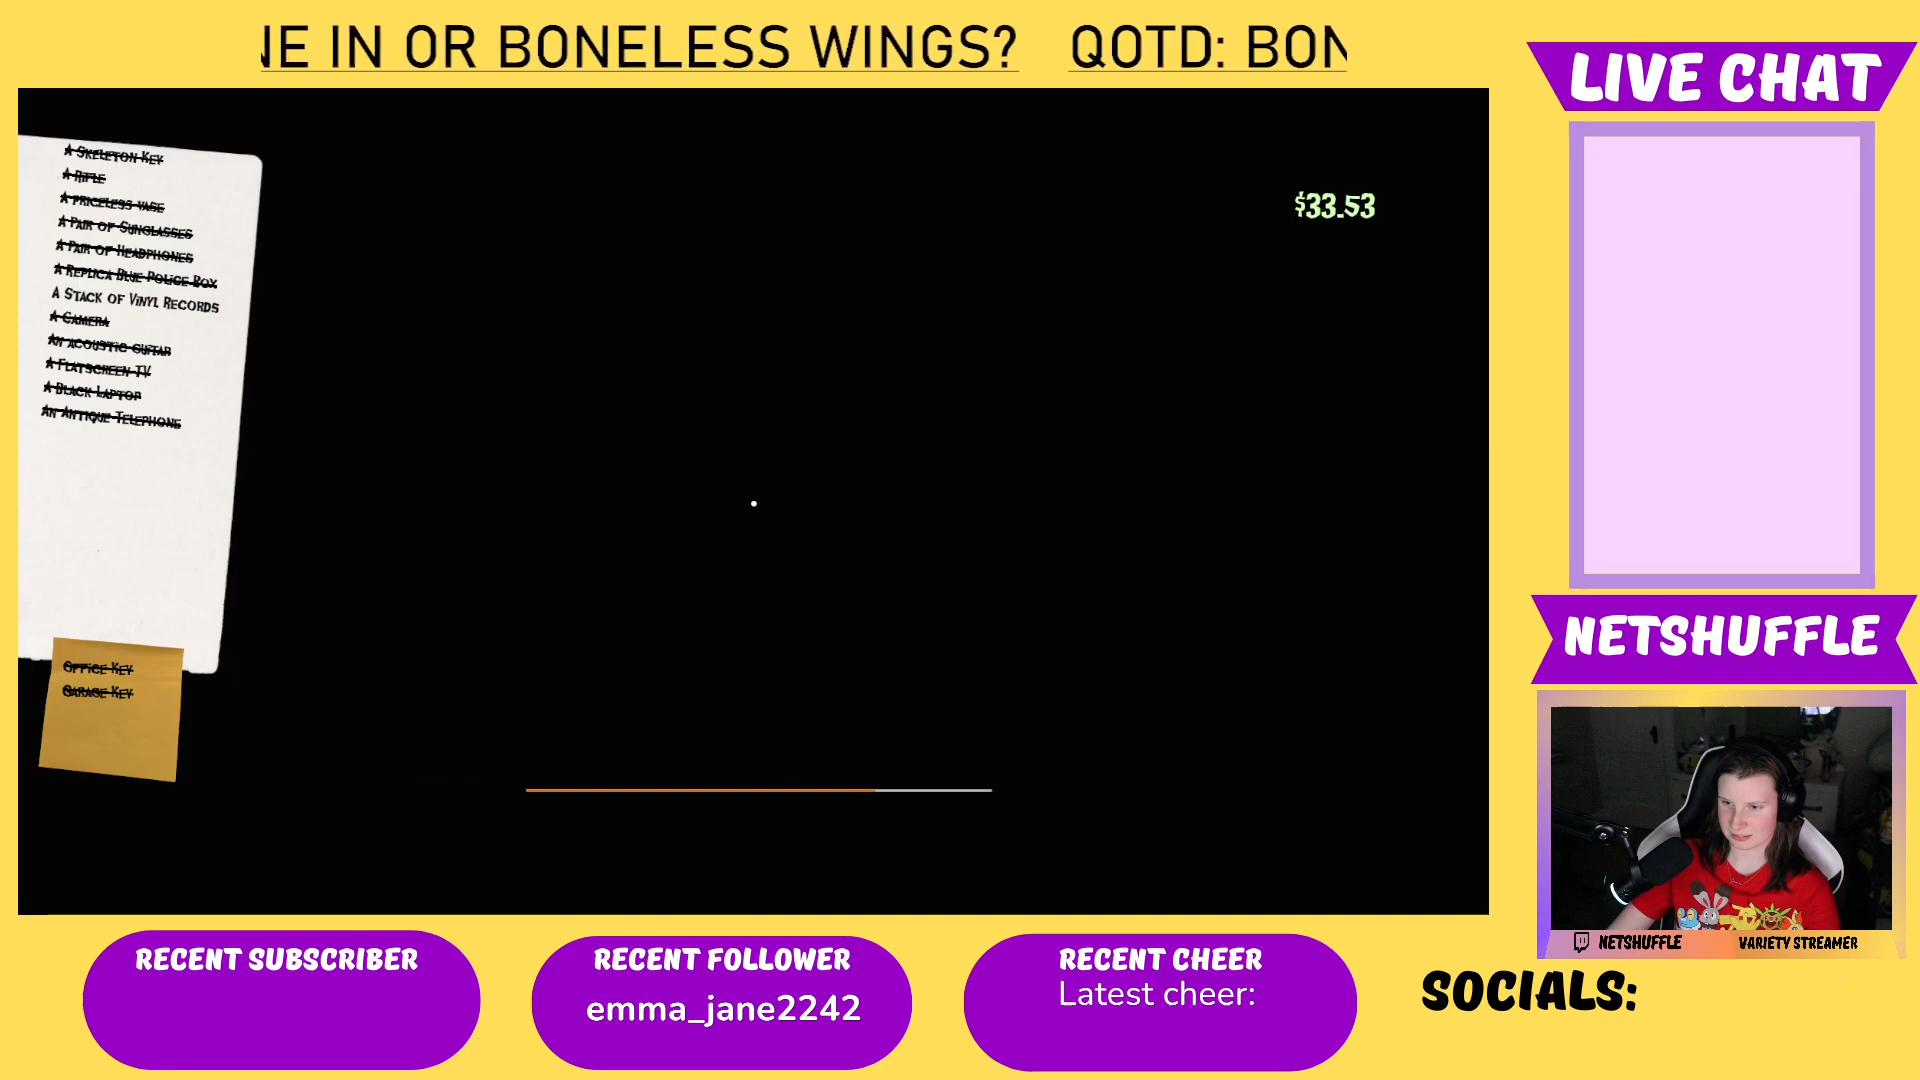 NE IN OR BONELESS WINGS? QOTD: BON
LIVE CHAT
A Skeleton Key
A Rifle
A priceless vase
A Pair of Sunglasses
A Pair of Headphones
A Replica Blue Police Box
A Stack of Vinyl Records
A Camera
An acoustic guitar
A Flatscreen TV
A Black Laptop
An Antique Telephone
$33.53
Office Key
Garage Key
NETSHUFFLE
NETSHUFFLE
VARIETY STREAMER
RECENT SUBSCRIBER
RECENT FOLLOWER
emma_jane2242
RECENT CHEER
Latest cheer:
SOCIALS: